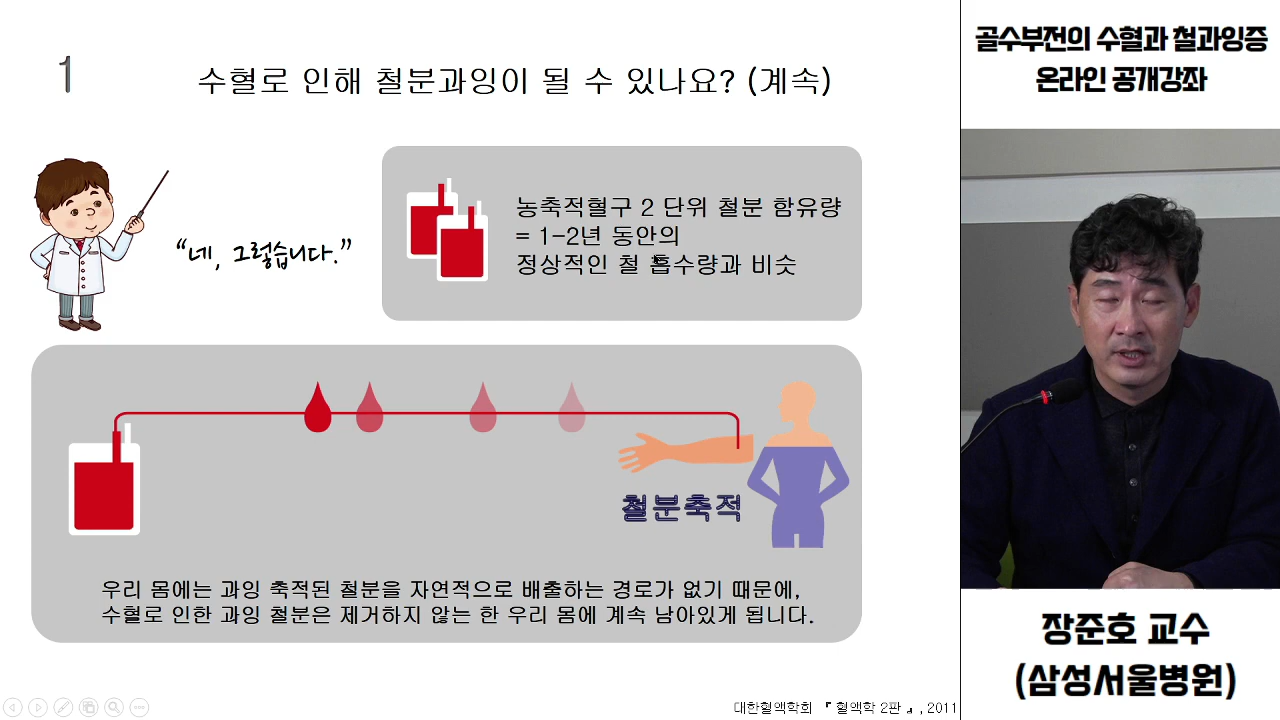 1
수혈로 인해 철분과잉이 될 수 있나요? (계속)
“네, 그렇습니다.”
농축적혈구 2 단위 철분 함유량
= 1-2년 동안의
정상적인 철 흡수량과 비슷
철분축적
우리 몸에는 과잉 축적된 철분을 자연적으로 배출하는 경로가 없기 때문에,
수혈로 인한 과잉 철분은 제거하지 않는 한 우리 몸에 계속 남아있게 됩니다.
대한혈액학회 『혈액학 2판』, 2011
골수부전의 수혈과 철과잉증
온라인 공개강좌
장준호 교수
(삼성서울병원)